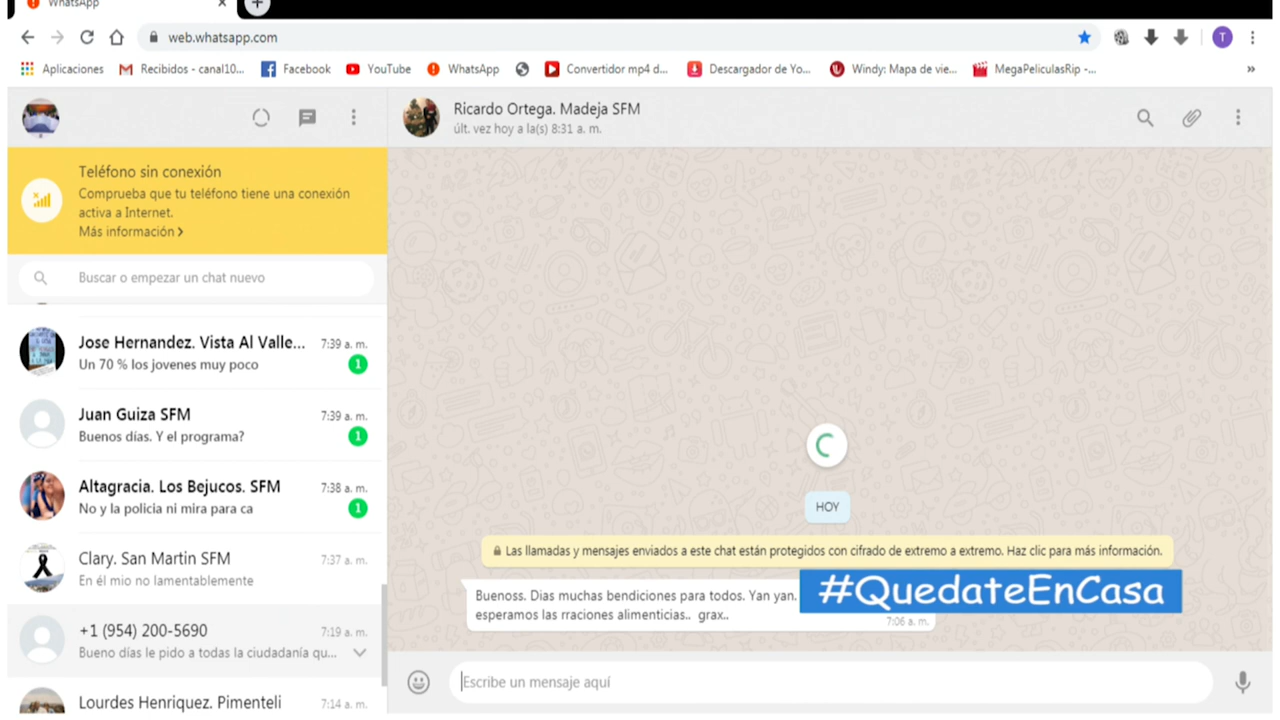 WhatsApp
web.whatsapp.com
T
Aplicaciones
Recibidos - canal10...
Facebook
YouTube
WhatsApp
Convertidor mp4 d...
Descargador de Yo...
Windy: Mapa de vie...
MegaPeliculasRip -...
»
Ricardo Ortega. Madeja SFM
últ. vez hoy a la(s) 8:31 a. m.
Teléfono sin conexión
Comprueba que tu teléfono tiene una conexión
activa a Internet.
Más información >
Buscar o empezar un chat nuevo
Jose Hernandez. Vista Al Valle... 7:39 a. m.
Un 70 % los jovenes muy poco 1
Juan Guiza SFM 7:39 a. m.
Buenos días. Y el programa? 1
Altagracia. Los Bejucos. SFM 7:38 a. m.
No y la policia ni mira para ca 1
Clary. San Martin SFM 7:37 a. m.
En él mio no lamentablemente
+1 (954) 200-5690 7:19 a. m.
Bueno días le pido a todas la ciudadanía qu...
Lourdes Henriquez. Pimenteli 7:14 a. m.
HOY
Las llamadas y mensajes enviados a este chat están protegidos con cifrado de extremo a extremo. Haz clic para más información.
Buenoss. Dias muchas bendiciones para todos. Yan yan.
esperamos las rraciones alimenticias.. grax..
7:06 a. m.
#QuedateEnCasa
Escribe un mensaje aquí